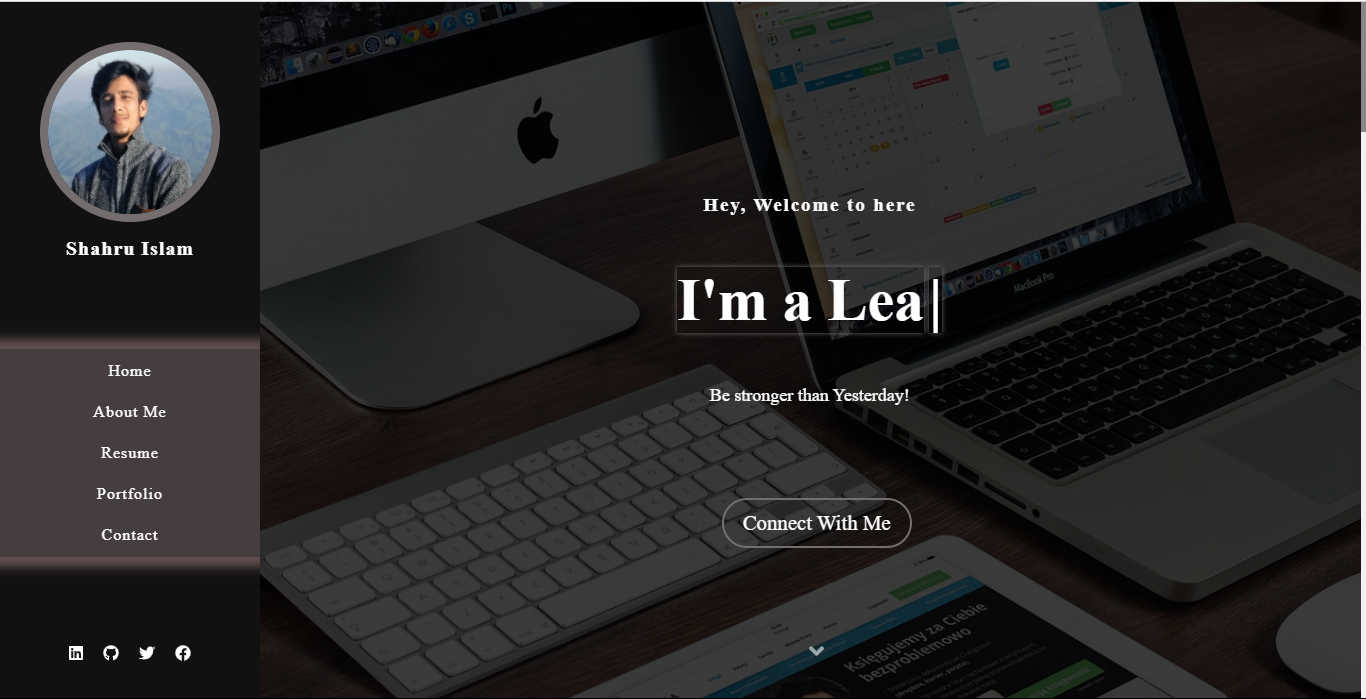 Shahru Islam
Home
About Me
Resume
Portfolio
Contact
Hey, Welcome to here
I'm a Lea|
Be stronger than Yesterday!
Connect With Me
MacBook Pro
Księgujemy za Ciebie
bezproblemowo